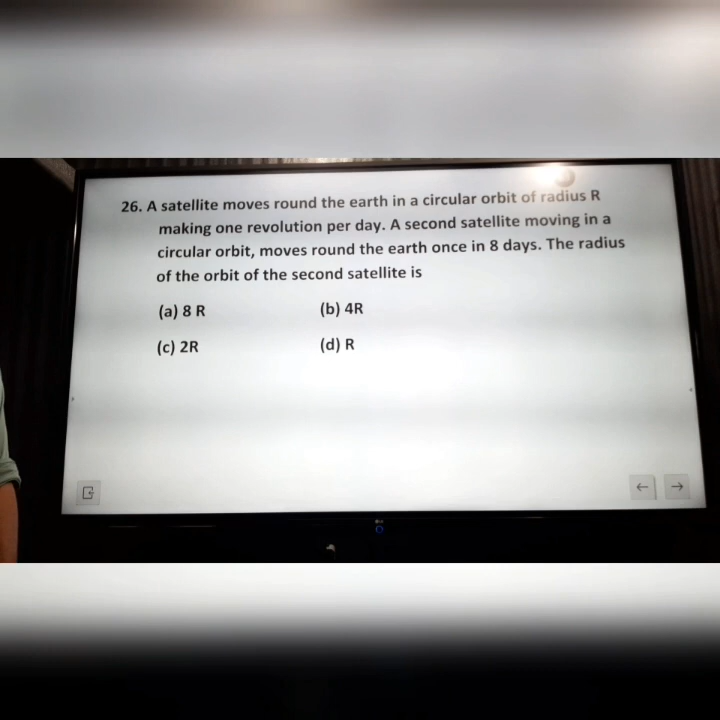 26. A satellite moves round the earth in a circular orbit of radius R
making one revolution per day. A second satellite moving in a
circular orbit, moves round the earth once in 8 days. The radius
of the orbit of the second satellite is
(a) 8 R (b) 4R
(c) 2R (d) R